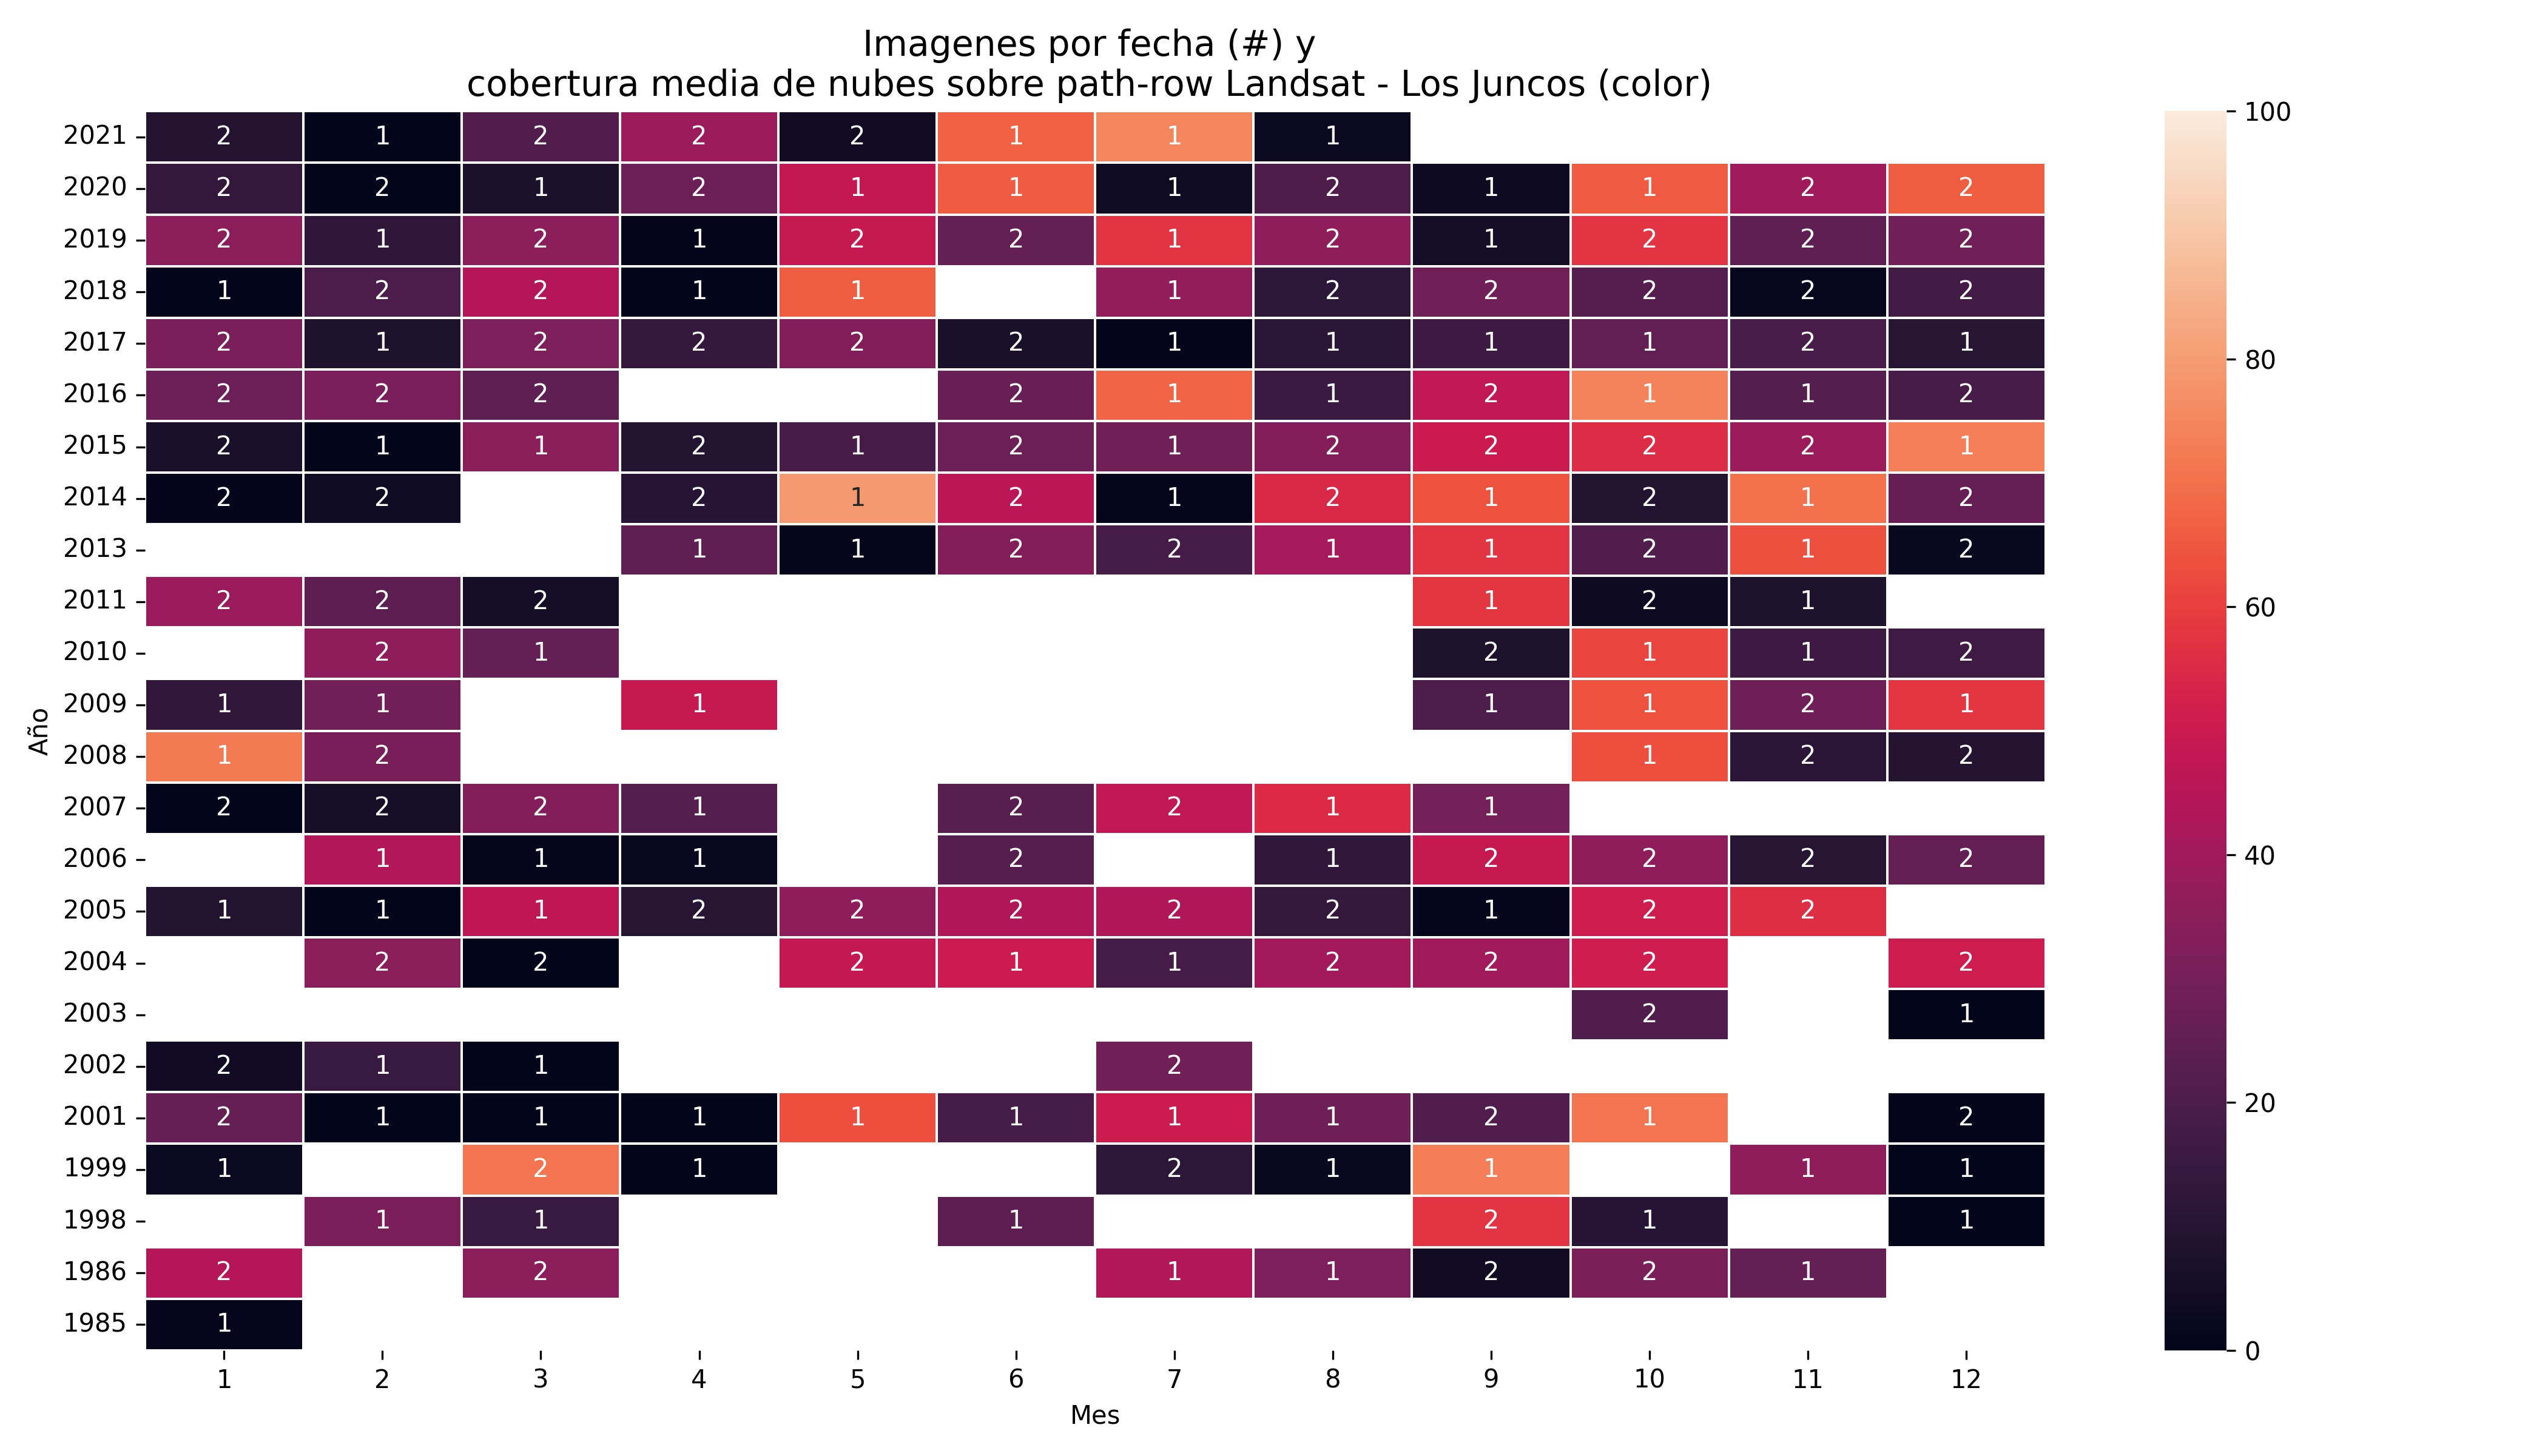 Imagenes por fecha (#) y
cobertura media de nubes sobre path-row Landsat - Los Juncos (color)
2021 2 1 2 2 2 1 1 1
2020 2 2 1 2 1 1 1 2 1 1 2 2
2019 2 1 2 1 2 2 1 2 1 2 2 2
2018 1 2 2 1 1 1 2 2 2 2 2
2017 2 1 2 2 2 2 1 1 1 1 2 1
2016 2 2 2 2 1 1 2 1 1 2
2015 2 1 1 2 1 2 1 2 2 2 2 1
2014 2 2 2 1 2 1 2 1 2 1 2
2013 1 1 2 2 1 1 2 1 2
2011 2 2 2 1 2 1
2010 2 1 2 1 1 2
2009 1 1 1 1 1 2 1
2008 1 2 1 2 2
2007 2 2 2 1 2 2 1 1
2006 1 1 1 2 1 2 2 2 2
2005 1 1 1 2 2 2 2 2 1 2 2
2004 2 2 2 1 1 2 2 2 2
2003 2 1
2002 2 1 1 2
2001 2 1 1 1 1 1 1 1 2 1 2
1999 1 2 1 2 1 1 1 1
1998 1 1 1 2 1 1
1986 2 2 1 1 2 2 1
1985 1
1 2 3 4 5 6 7 8 9 10 11 12
Mes
Año
100
80
60
40
20
0